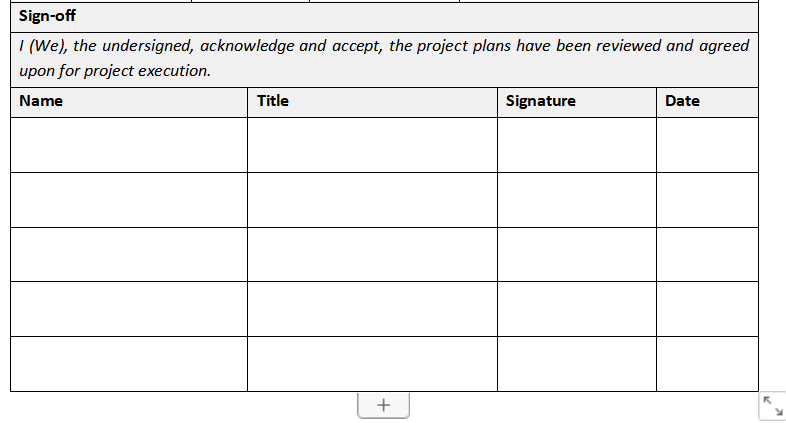 Sign-off
I (We), the undersigned, acknowledge and accept, the project plans have been reviewed and agreed
upon for project execution.
Name Title Signature Date